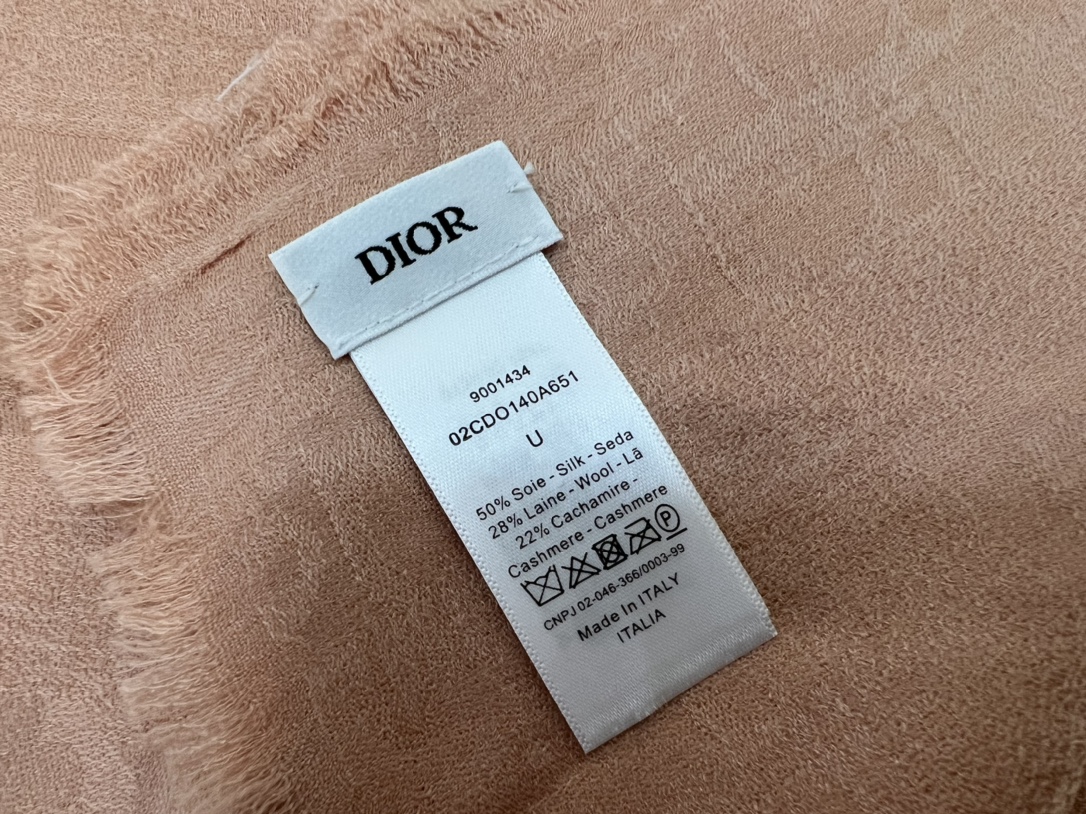 DIOR
9001434
02CDO140A651
U
50% Soie - Silk - Seda
28% Laine - Wool - Lã
22% Cachamire -
Cashmere - Cashmere
P
CNPJ 02-046-366/0003-99
Made In ITALY
ITALIA